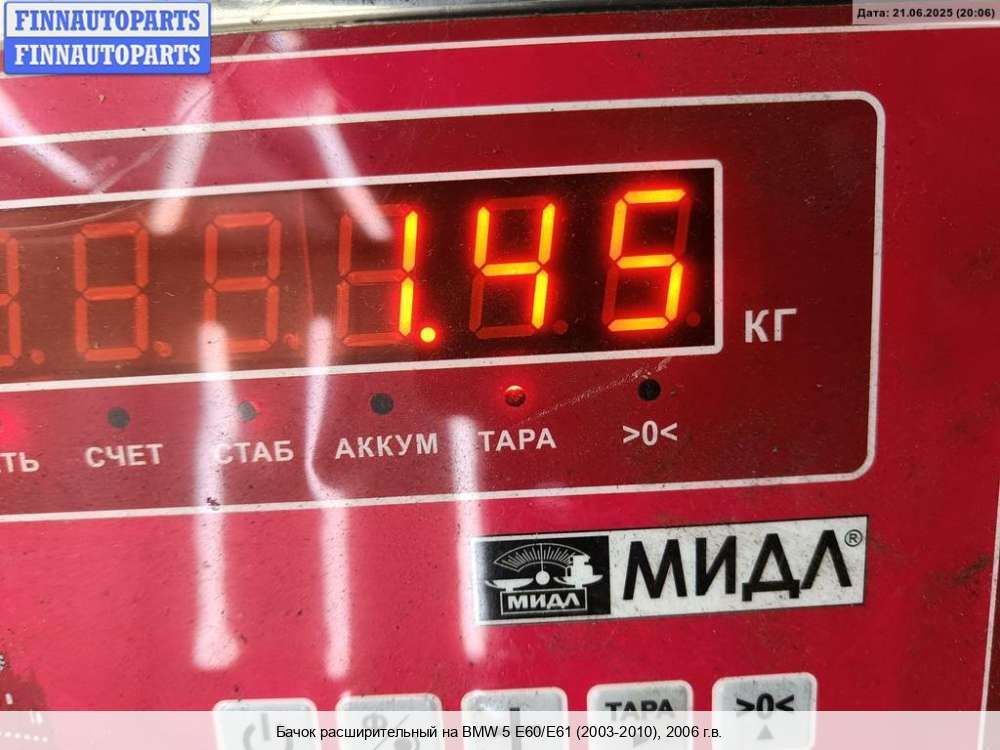 FINNAUTOPARTS
FINNAUTOPARTS
Дата: 21.06.2025 (20:06)
1.45
КГ
СЧЕТ СТАБ АККУМ ТАРА >0<
МИДЛ МИДЛ®
ТАРА >0<
Бачок расширительный на BMW 5 E60/E61 (2003-2010), 2006 г.в.